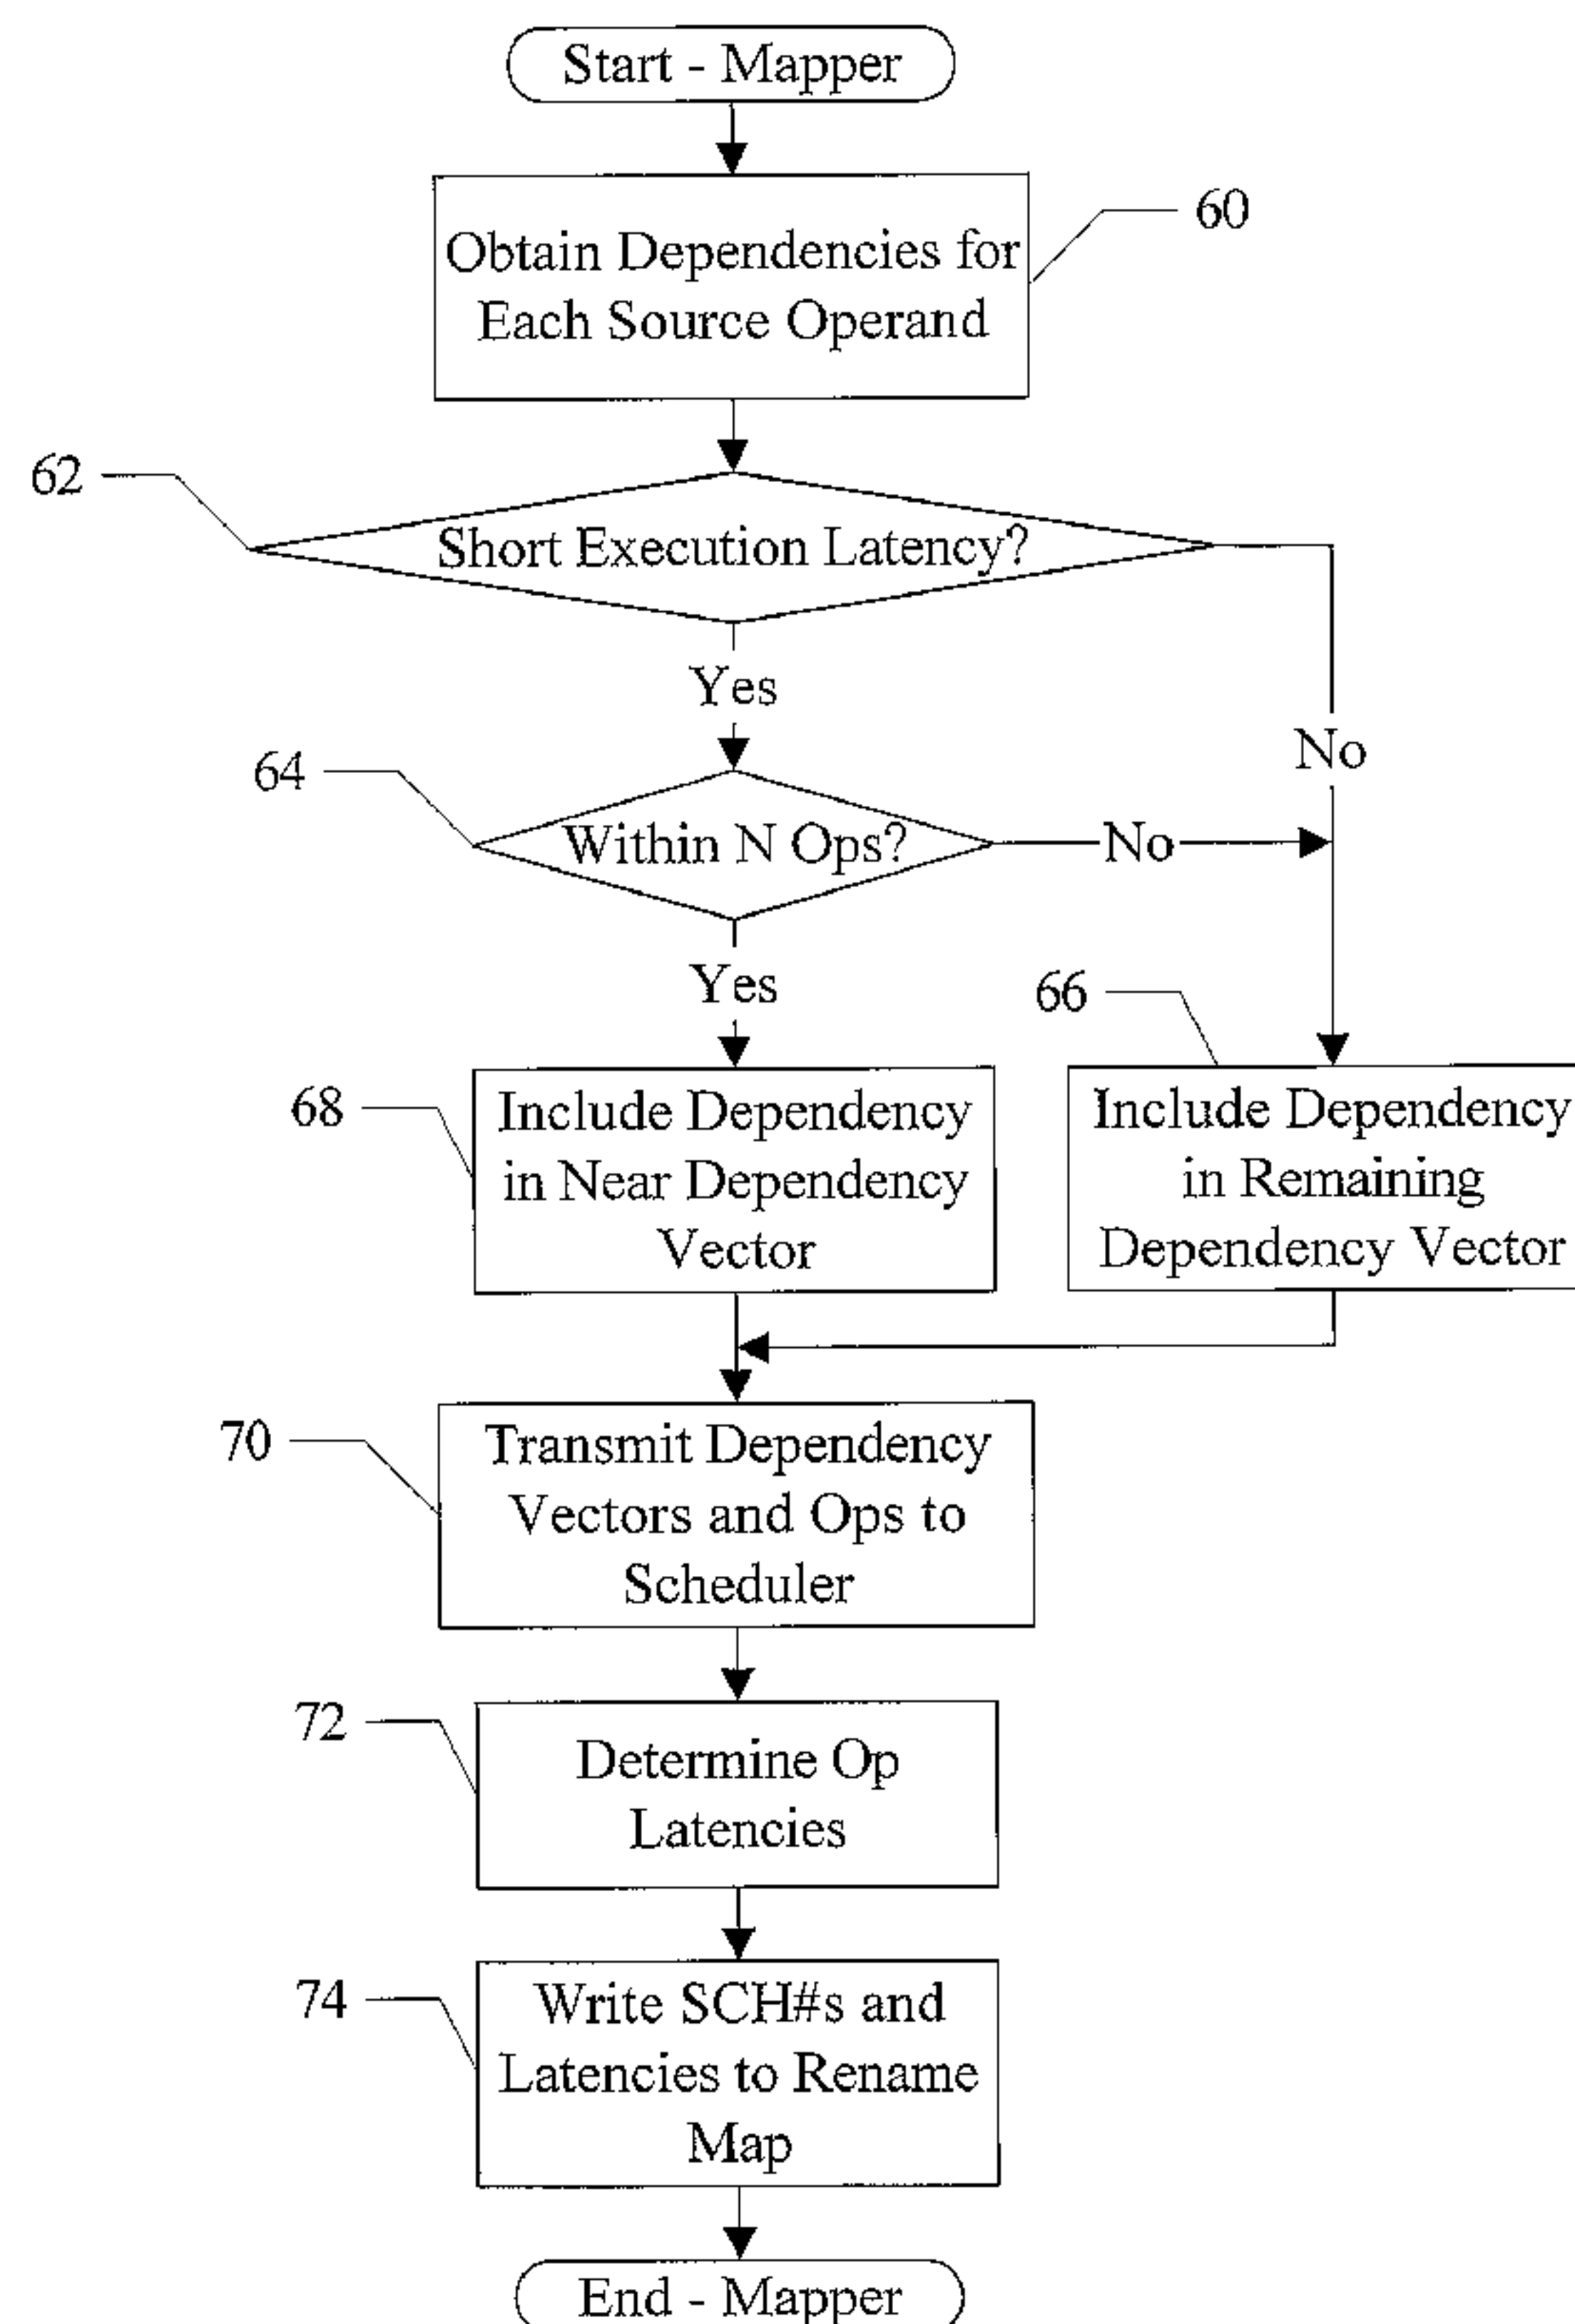 Start - Mapper
60
Obtain Dependencies for
Each Source Operand
62
Short Execution Latency?
Yes
No
64
Within N Ops?
No
Yes
66
68
Include Dependency
in Near Dependency
Vector
Include Dependency
in Remaining
Dependency Vector
70
Transmit Dependency
Vectors and Ops to
Scheduler
72
Determine Op
Latencies
74
Write SCH#s and
Latencies to Rename
Map
End - Mapper